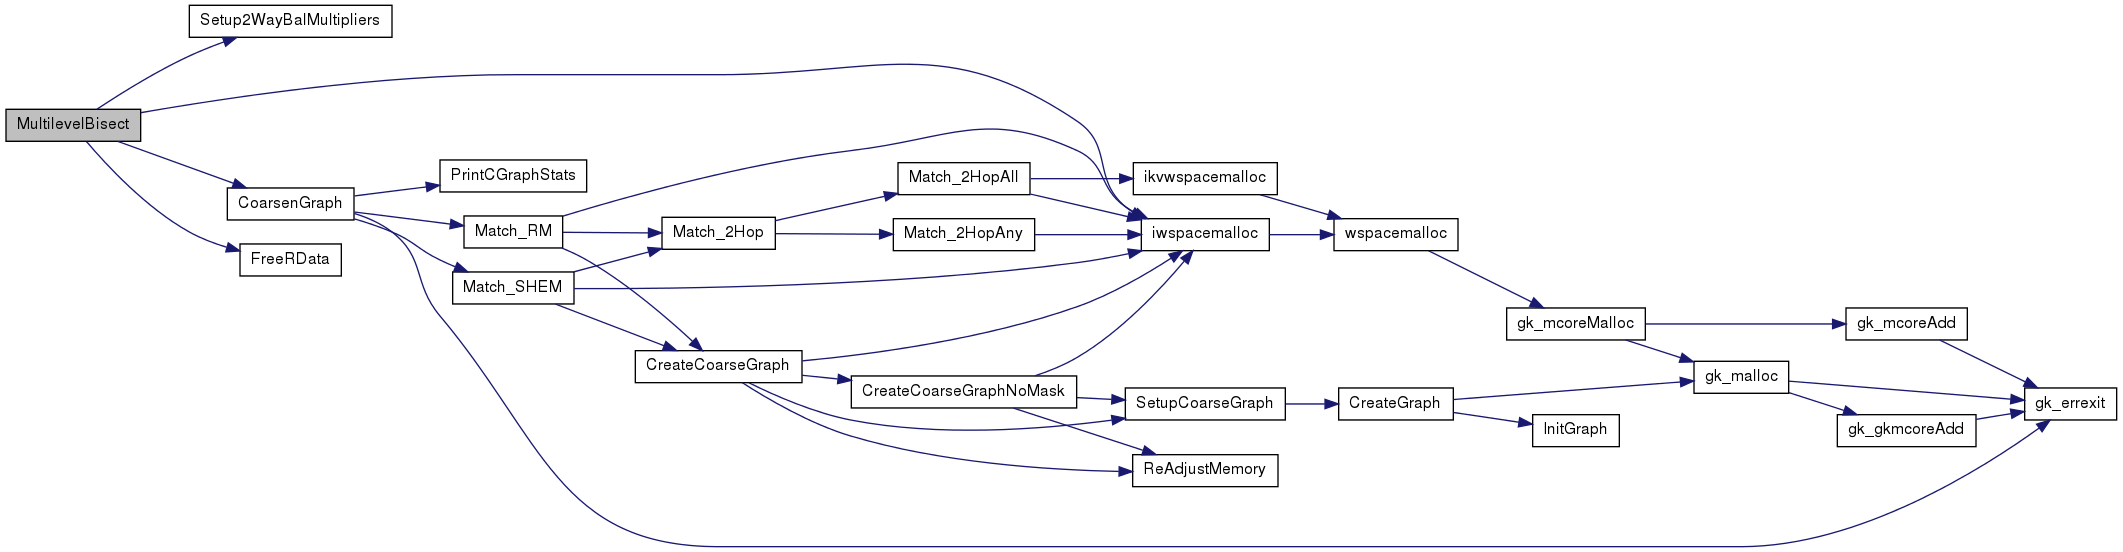 Setup2WayBalMultipliers
MultilevelBisect
PrintCGraphStats
Match_2HopAll
ikvwspacemalloc
CoarsenGraph
Match_RM
Match_2Hop
Match_2HopAny
iwspacemalloc
wspacemalloc
FreeRData
Match_SHEM
gk_mcoreMalloc
gk_mcoreAdd
CreateCoarseGraph
gk_malloc
CreateCoarseGraphNoMask
SetupCoarseGraph
CreateGraph
gk_errexit
InitGraph
gk_gkmcoreAdd
ReAdjustMemory